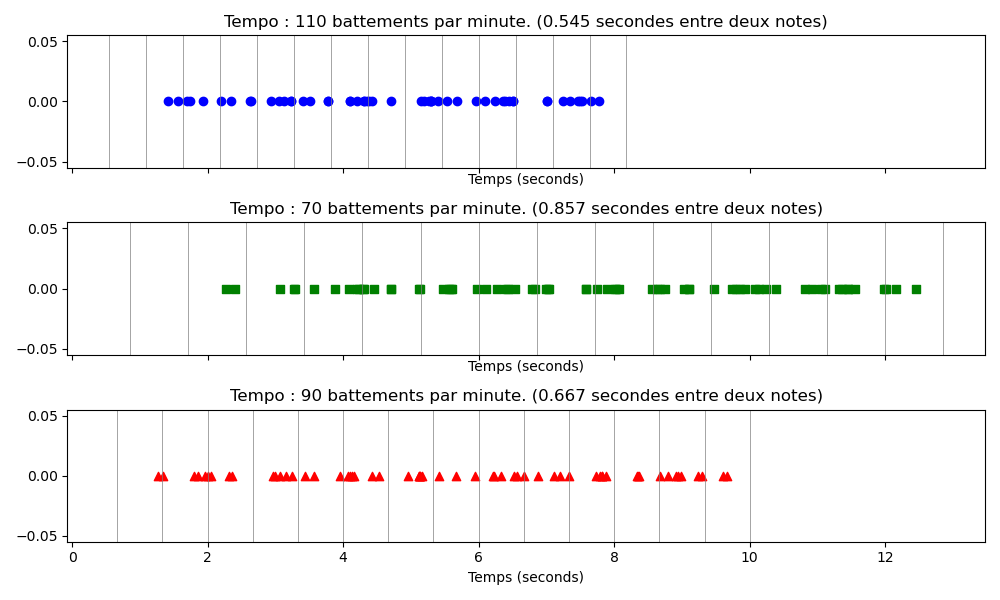 Tempo : 110 battements par minute. (0.545 secondes entre deux notes)
0.05
0.00
−0.05
Temps (seconds)
Tempo : 70 battements par minute. (0.857 secondes entre deux notes)
0.05
0.00
−0.05
Temps (seconds)
Tempo : 90 battements par minute. (0.667 secondes entre deux notes)
0.05
0.00
−0.05
0 2 4 6 8 10 12
Temps (seconds)